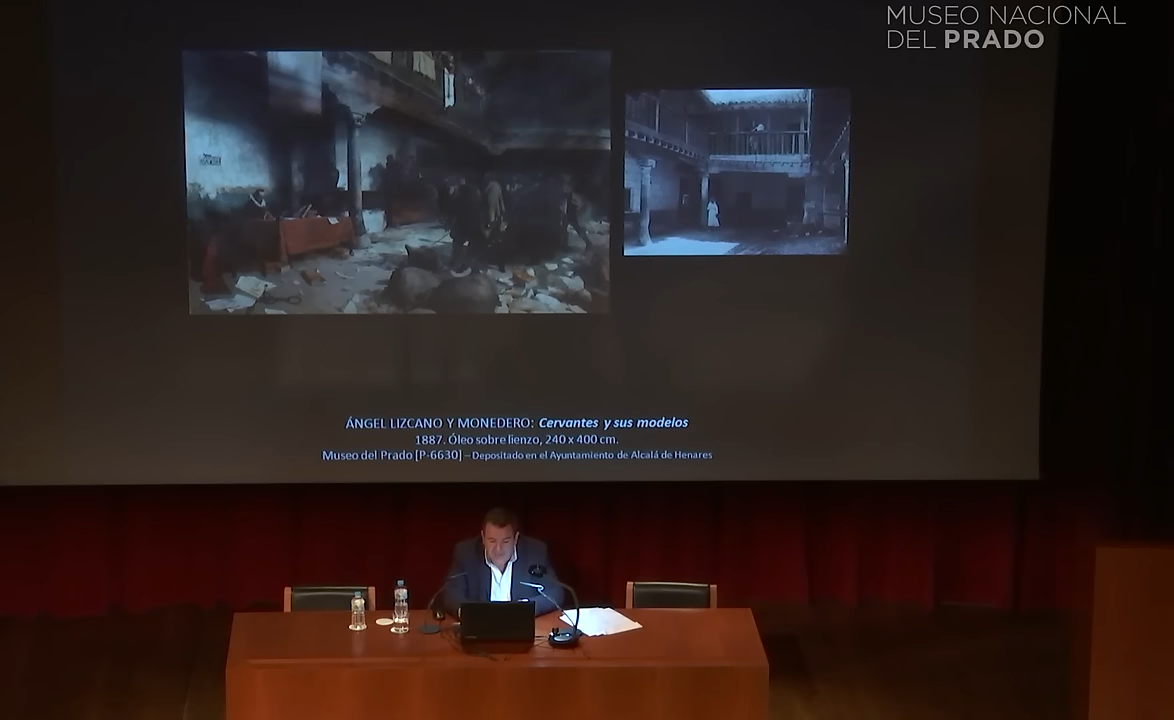 MUSEO NACIONAL
DEL PRADO
ÁNGEL LIZCANO Y MONEDERO: Cervantes y sus modelos
1887. Óleo sobre lienzo, 240 x 400 cm.
Museo del Prado [P-6630] – Depositado en el Ayuntamiento de Alcalá de Henares